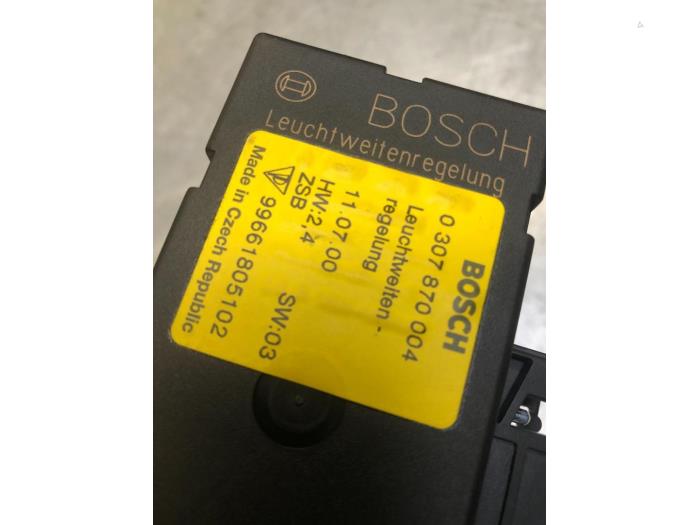 BOSCH
Leuchtweitenregelung
BOSCH
0 307 870 004
Leuchtweiten -
regelung
11.07.00
HW:2,4 SW:03
ZSB
99661805102
Made in Czech Republic